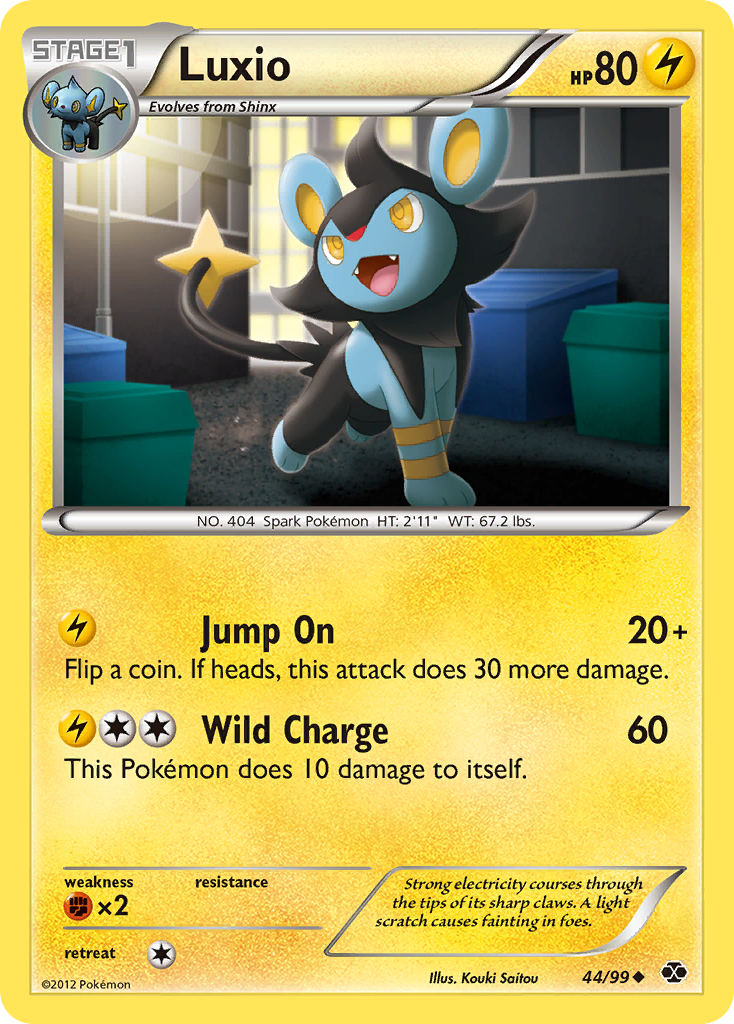 STAGE1
Luxio
HP80
Evolves from Shinx
NO. 404 Spark Pokémon HT: 2'11" WT: 67.2 lbs.
Jump On 20+
Flip a coin. If heads, this attack does 30 more damage.
Wild Charge 60
This Pokémon does 10 damage to itself.
weakness resistance
×2
retreat
Strong electricity courses through
the tips of its sharp claws. A light
scratch causes fainting in foes.
©2012 Pokémon
Illus. Kouki Saitou
44/99